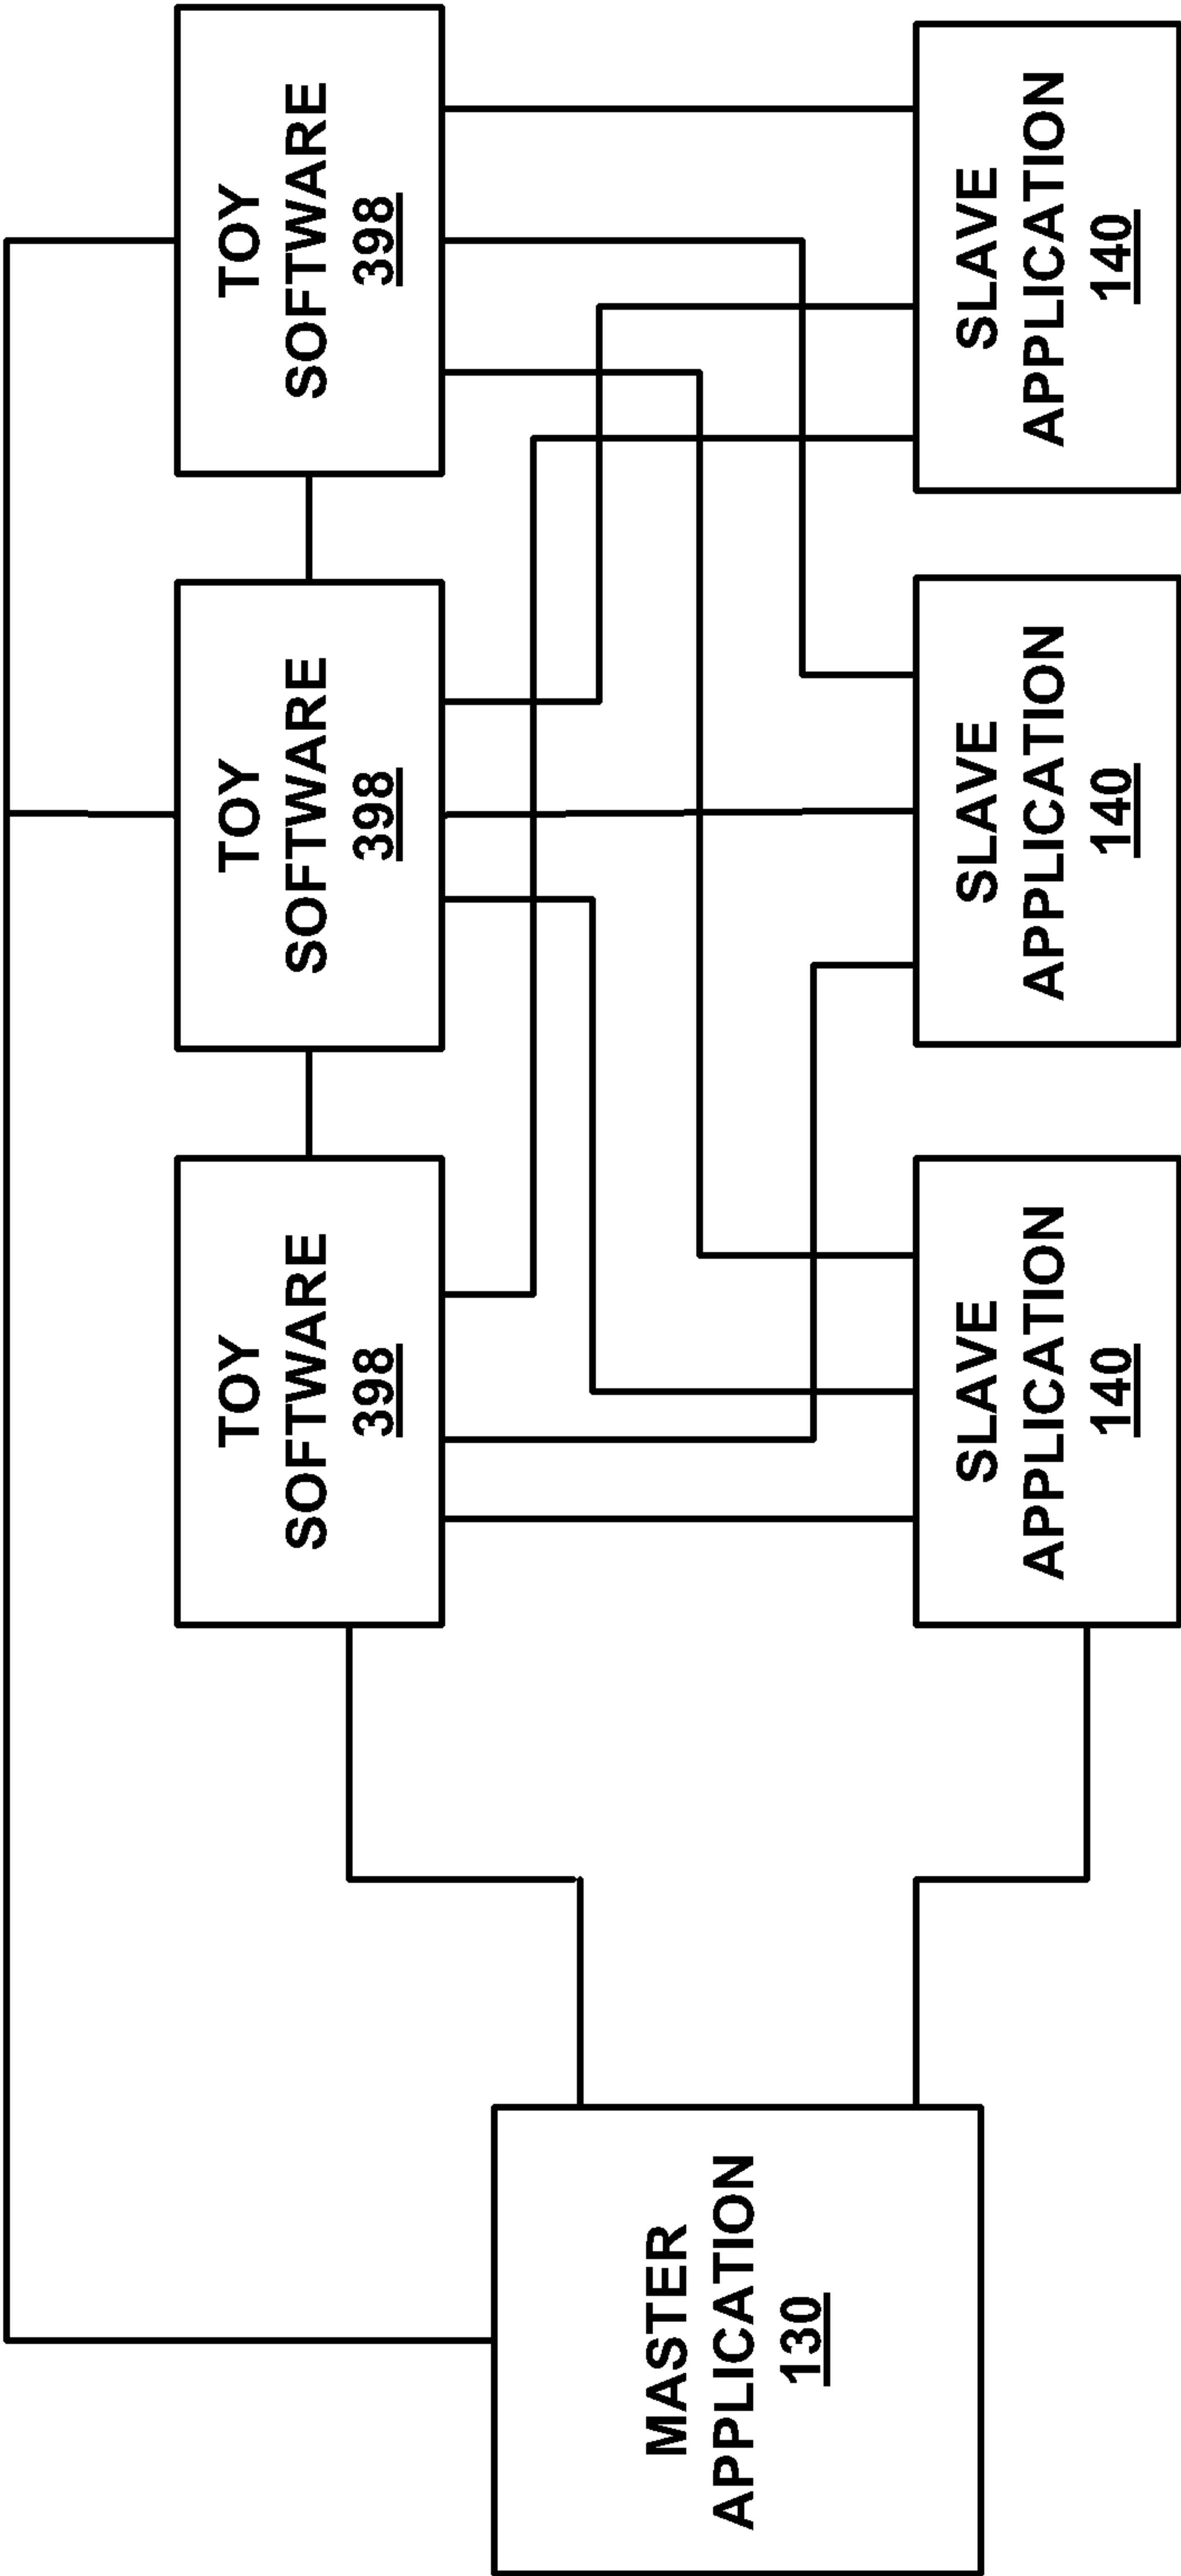 TOY
SOFTWARE
398
TOY
SOFTWARE
398
TOY
SOFTWARE
398
MASTER
APPLICATION
130
SLAVE
APPLICATION
140
SLAVE
APPLICATION
140
SLAVE
APPLICATION
140